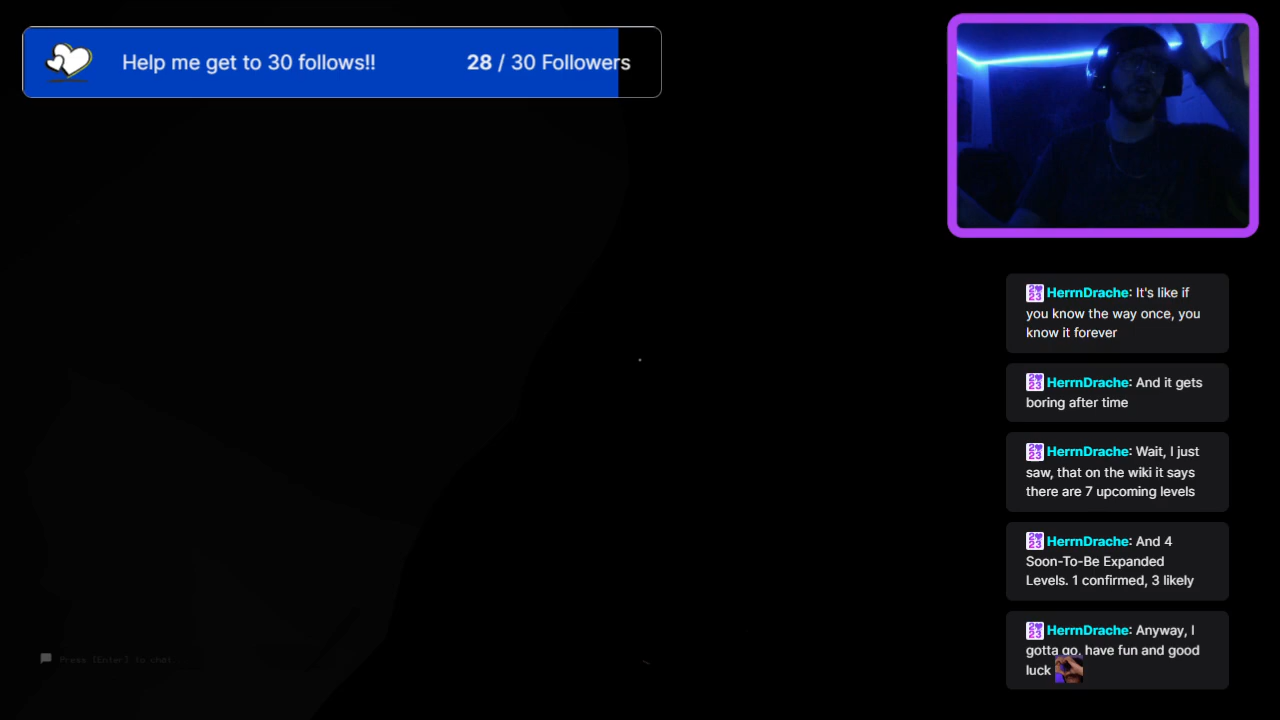 Help me get to 30 follows!!
28 / 30 Followers
HerrnDrache: It's like if
you know the way once, you
know it forever
HerrnDrache: And it gets
boring after time
HerrnDrache: Wait, I just
saw, that on the wiki it says
there are 7 upcoming levels
HerrnDrache: And 4
Soon-To-Be Expanded
Levels. 1 confirmed, 3 likely
HerrnDrache: Anyway, I
gotta go, have fun and good
luck
Press [Enter] to chat